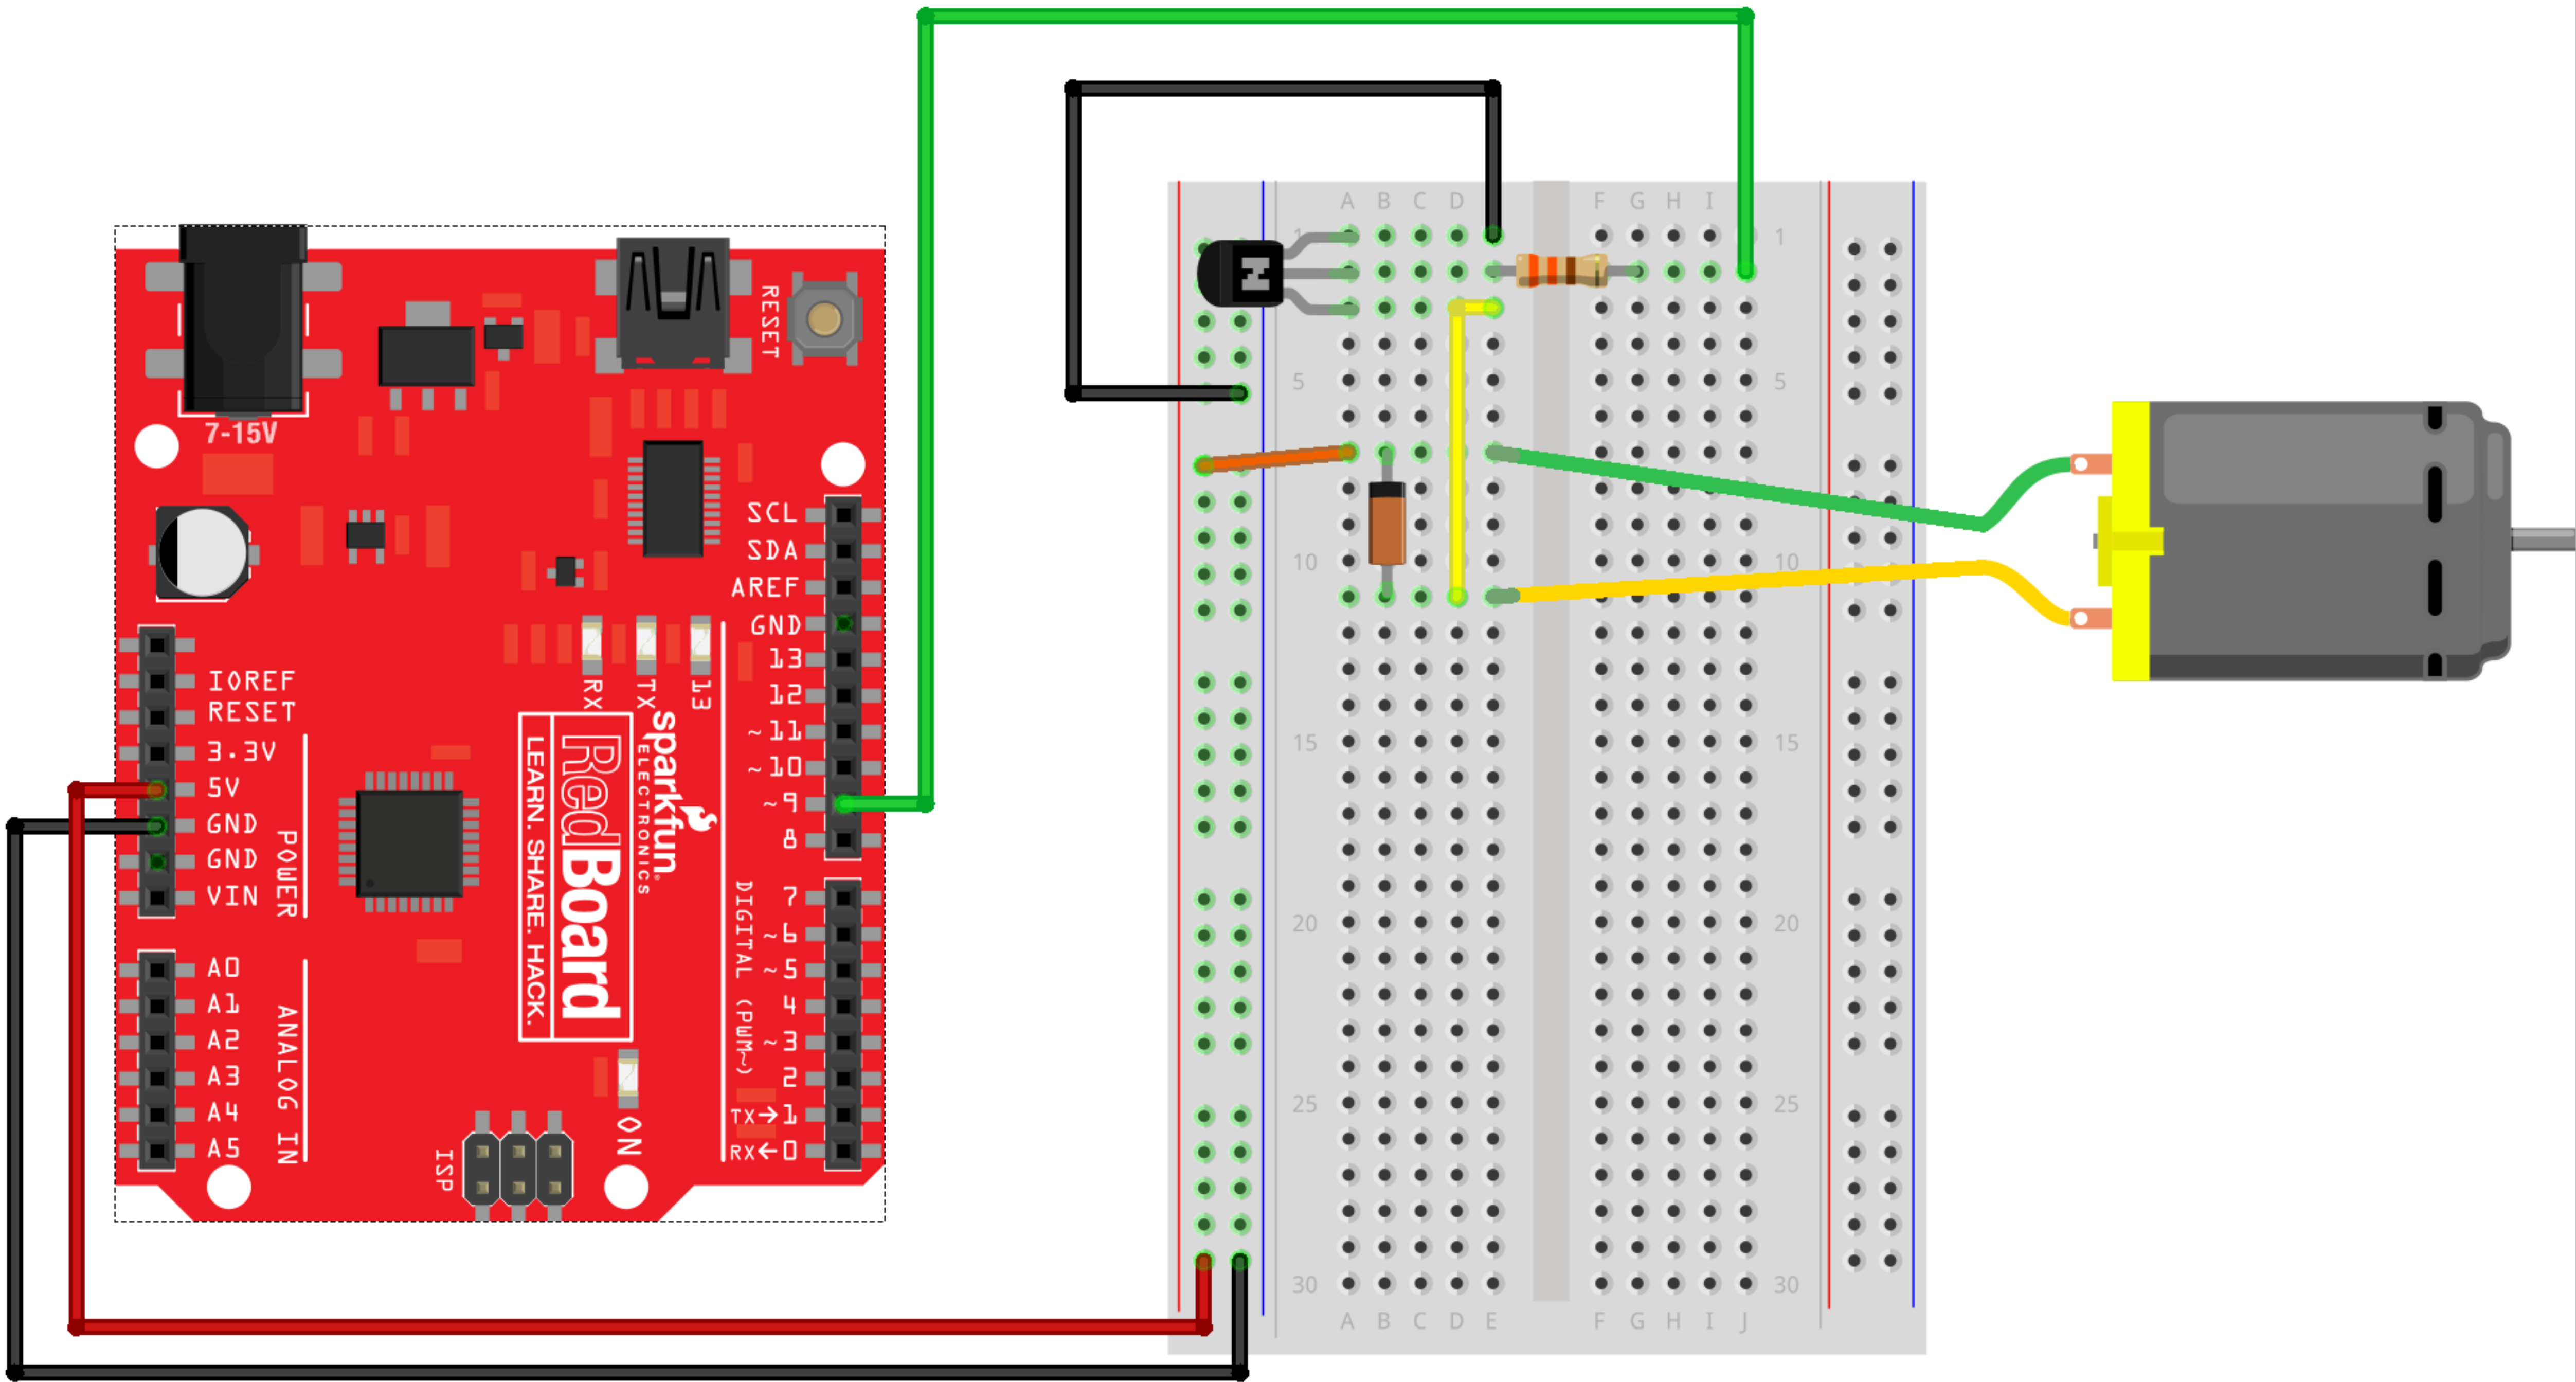 7-15V
RESET
SCL
SDA
AREF
GND
13
12
~11
~10
~9
8
IOREF
RESET
3.3V
5V
GND
GND
VIN
POWER
A0
A1
A2
A3
A4
A5
ANALOG IN
RX
TX
13
sparkfun
ELECTRONICS
RedBoard
LEARN. SHARE. HACK.
7
~6
~5
4
~3
2
TX→1
RX←0
DIGITAL (PWM~)
ISP
ON
N
A B C D F G H I
1 1
5 5
10 10
15 15
20 20
25 25
30 30
A B C D E F G H I J